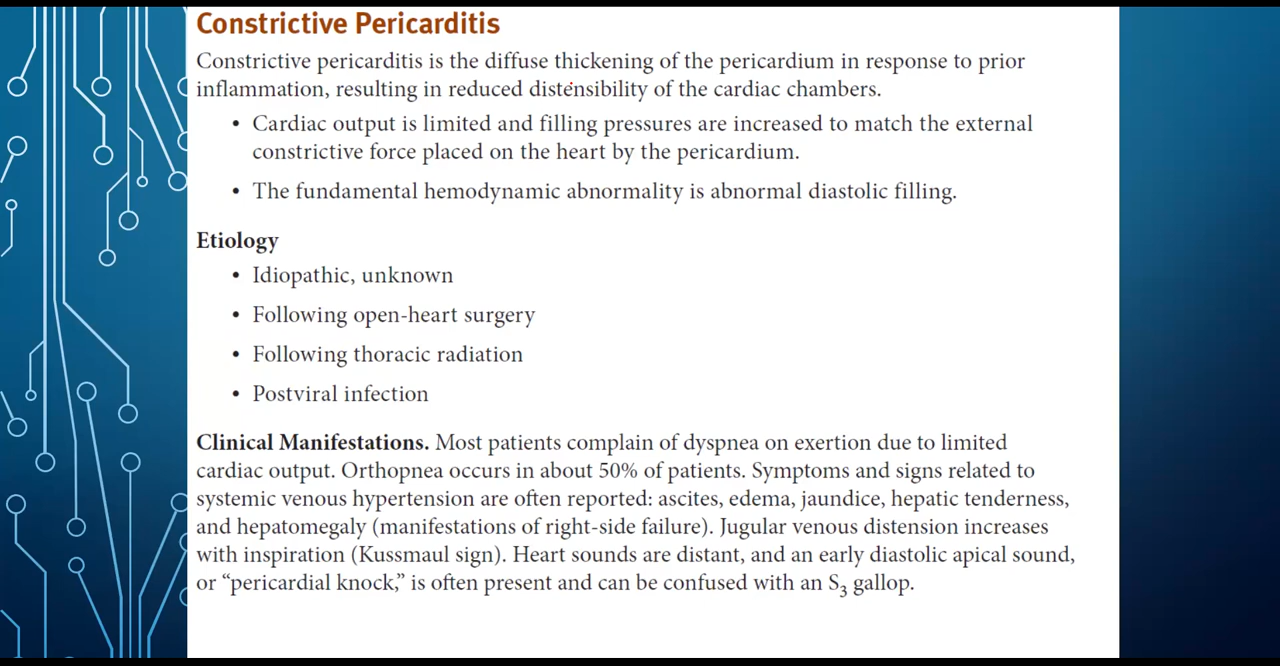 Constrictive Pericarditis
Constrictive pericarditis is the diffuse thickening of the pericardium in response to prior
inflammation, resulting in reduced distensibility of the cardiac chambers.
• Cardiac output is limited and filling pressures are increased to match the external
constrictive force placed on the heart by the pericardium.
• The fundamental hemodynamic abnormality is abnormal diastolic filling.
Etiology
• Idiopathic, unknown
• Following open-heart surgery
• Following thoracic radiation
• Postviral infection
Clinical Manifestations. Most patients complain of dyspnea on exertion due to limited
cardiac output. Orthopnea occurs in about 50% of patients. Symptoms and signs related to
systemic venous hypertension are often reported: ascites, edema, jaundice, hepatic tenderness,
and hepatomegaly (manifestations of right-side failure). Jugular venous distension increases
with inspiration (Kussmaul sign). Heart sounds are distant, and an early diastolic apical sound,
or “pericardial knock,” is often present and can be confused with an S₃ gallop.